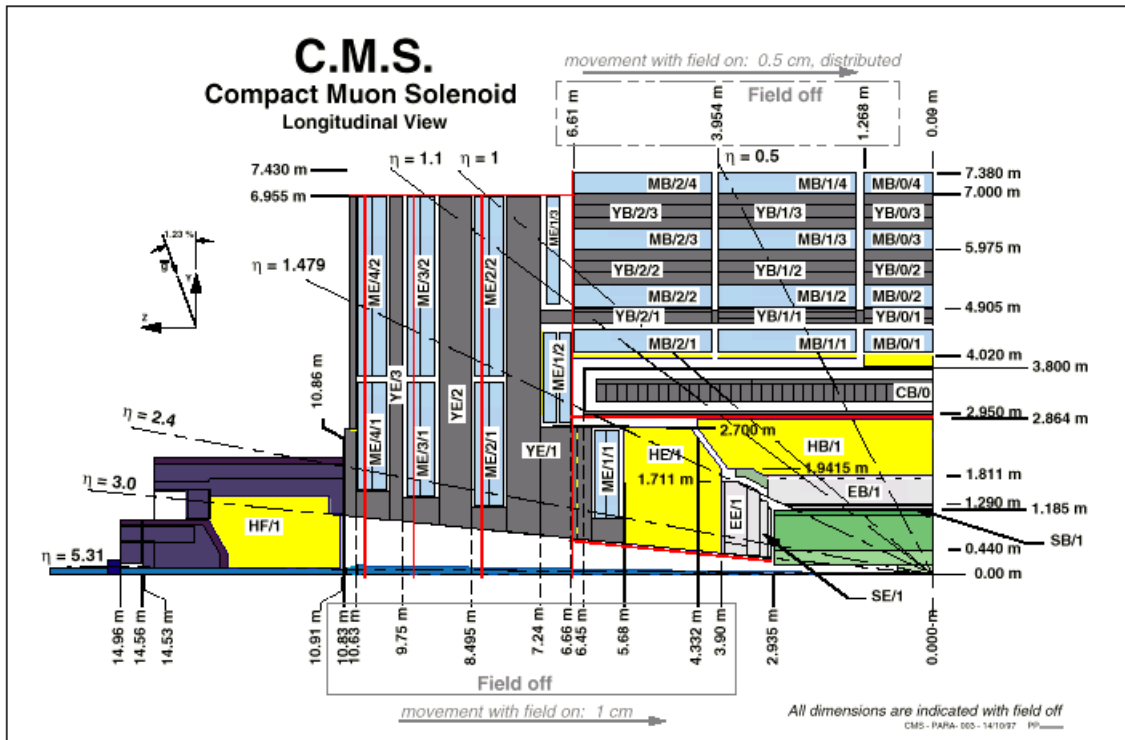 C.M.S.
Compact Muon Solenoid
Longitudinal View
movement with field on: 0.5 cm, distributed
Field off
6.61 m
3.954 m
1.268 m
0.09 m
η = 1.1
η = 1
η = 0.5
7.430 m
6.955 m
7.380 m
7.000 m
5.975 m
4.905 m
4.020 m
3.800 m
2.950 m
2.864 m
1.811 m
1.290 m
1.185 m
0.440 m
0.00 m
MB/2/4
MB/1/4
MB/0/4
YB/2/3
YB/1/3
YB/0/3
MB/2/3
MB/1/3
MB/0/3
YB/2/2
YB/1/2
YB/0/2
MB/2/2
MB/1/2
MB/0/2
YB/2/1
YB/1/1
YB/0/1
MB/2/1
MB/1/1
MB/0/1
1.23 %
g
Y
Z
η = 1.479
η = 2.4
η = 3.0
η = 5.31
10.86 m
ME/4/2
ME/3/2
ME/2/2
ME/1/3
YE/3
YE/2
YE/1
ME/1/2
ME/4/1
ME/3/1
ME/2/1
ME/1/1
CB/0
2.700 m
HB/1
HE/1
1.9415 m
1.711 m
EB/1
EE/1
HF/1
SB/1
SE/1
14.96 m
14.56 m
14.53 m
10.91 m
10.83 m
10.63 m
9.75 m
8.495 m
7.24 m
6.66 m
6.45 m
5.68 m
4.332 m
3.90 m
2.935 m
0.000 m
Field off
movement with field on: 1 cm
All dimensions are indicated with field off
CMS - PARA- 003 - 14/10/97 PP